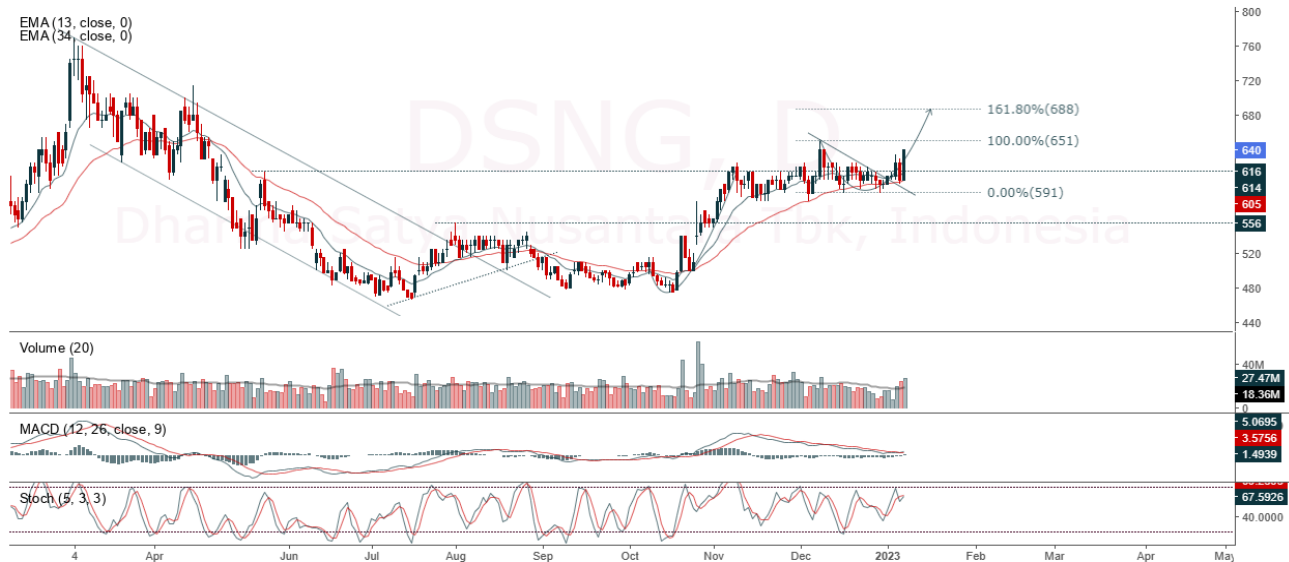 EMA (13, close, 0)
EMA (34, close, 0)
DSNG, D
Dharma Satya Nusantara Tbk, Indonesia
161.80%(688)
100.00%(651)
0.00%(591)
800
760
720
680
640
616
614
605
556
520
480
440
Volume (20)
40M
27.47M
18.36M
0
MACD (12, 26, close, 9)
5.0695
3.5756
1.4939
Stoch (5, 3, 3)
67.5926
40.0000
4
Apr
Jun
Jul
Aug
Sep
Oct
Nov
Dec
2023
Feb
Mar
Apr
May